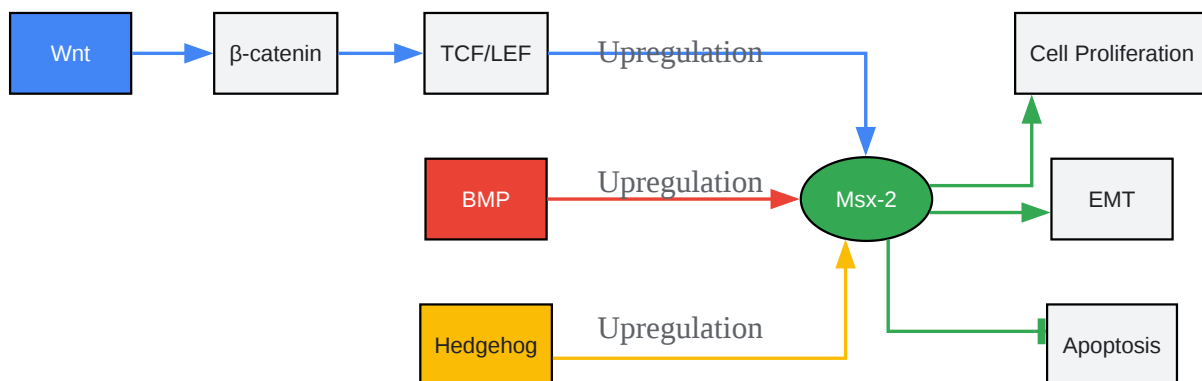 Wnt
β-catenin
TCF/LEF
Upregulation
Cell Proliferation
BMP
Upregulation
Msx-2
EMT
Hedgehog
Upregulation
Apoptosis